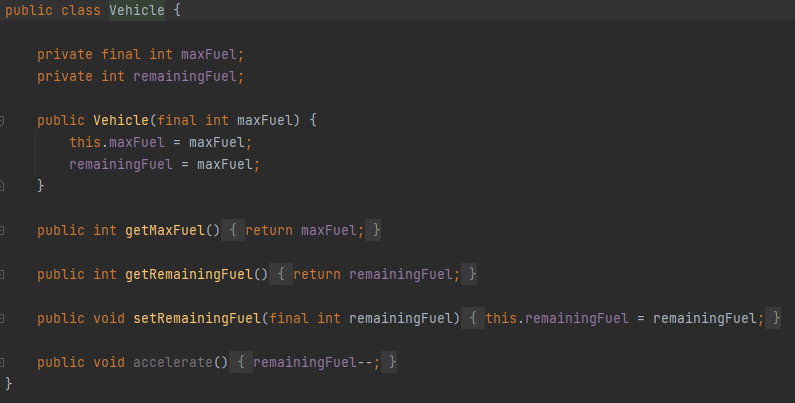 public class Vehicle {
private final int maxFuel;
private int remainingFuel;
public Vehicle(final int maxFuel) {
this.maxFuel = maxFuel;
remainingFuel = maxFuel;
}
public int getMaxFuel() { return maxFuel; }
public int getRemainingFuel() { return remainingFuel; }
public void setRemainingFuel(final int remainingFuel) { this.remainingFuel = remainingFuel; }
public void accelerate() { remainingFuel--; }
}